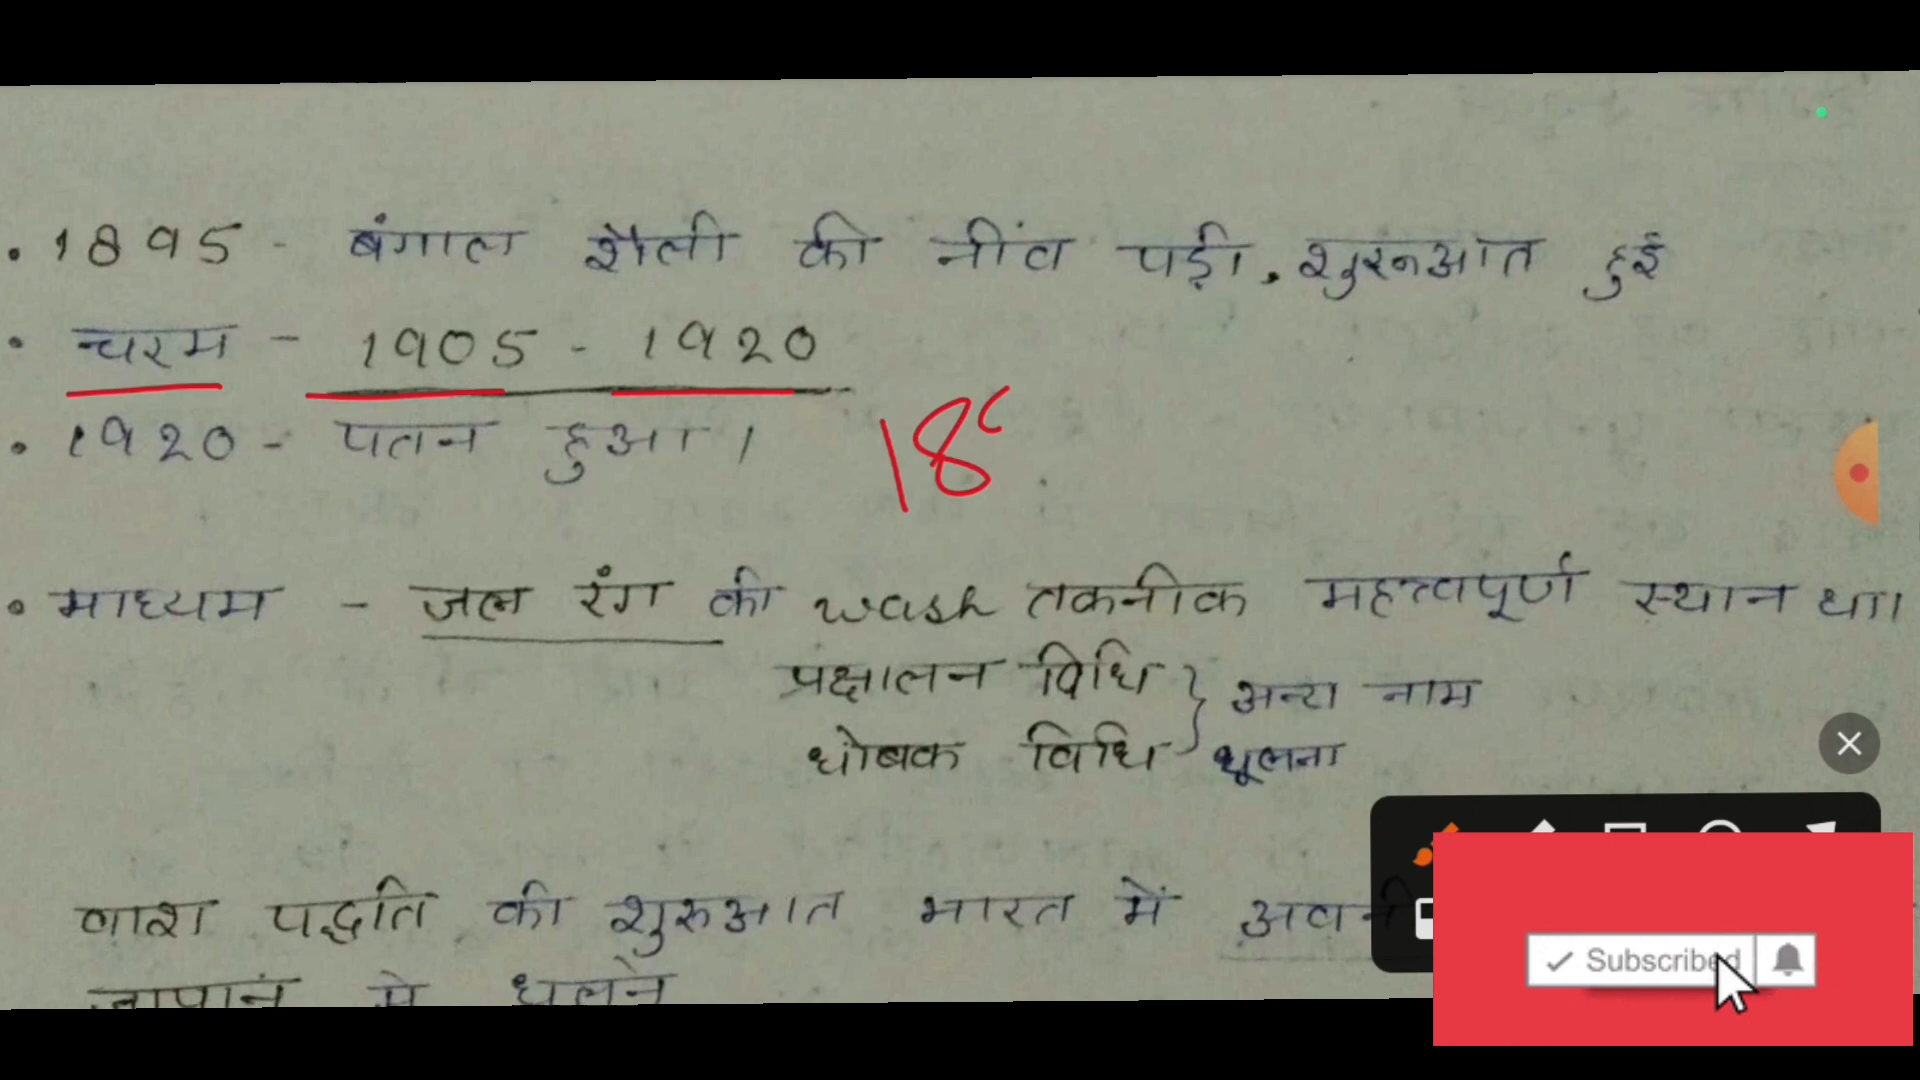 . 1895 - बंगाल शैली की नींव पड़ी . शुरूआत हुई
. चरम - 1905 - 1920
. 1920 - पतन हुआ ।
18
. माध्यम - जल रंग की wash तकनीक महत्त्वपूर्ण स्थान था।
प्रक्षालन विधि } अन्य नाम
धोबक विधि
वाश पद्धति की शुरुआत भारत में
जापान से
Subscribed